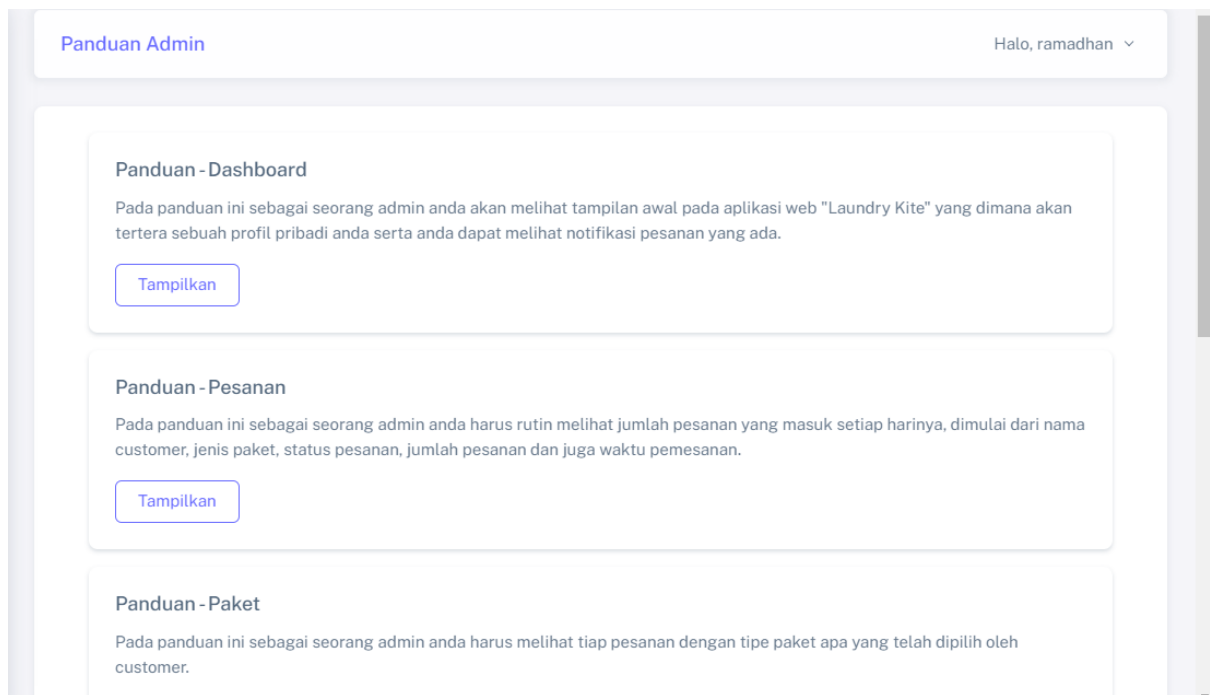 Panduan Admin
Halo, ramadhan
Panduan - Dashboard
Pada panduan ini sebagai seorang admin anda akan melihat tampilan awal pada aplikasi web "Laundry Kite" yang dimana akan
tertera sebuah profil pribadi anda serta anda dapat melihat notifikasi pesanan yang ada.
Tampilkan
Panduan - Pesanan
Pada panduan ini sebagai seorang admin anda harus rutin melihat jumlah pesanan yang masuk setiap harinya, dimulai dari nama
customer, jenis paket, status pesanan, jumlah pesanan dan juga waktu pemesanan.
Tampilkan
Panduan - Paket
Pada panduan ini sebagai seorang admin anda harus melihat tiap pesanan dengan tipe paket apa yang telah dipilih oleh
customer.